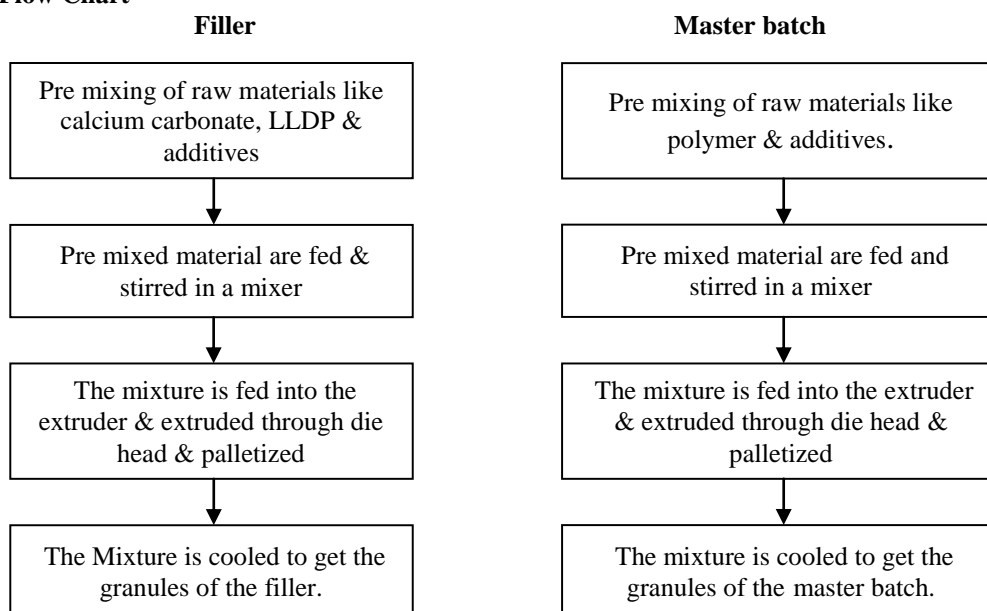 Flow Chart
Filler
Pre mixing of raw materials like
calcium carbonate, LLDP &
additives
Pre mixed material are fed &
stirred in a mixer
The mixture is fed into the
extruder & extruded through die
head & palletized
The Mixture is cooled to get the
granules of the filler.
Master batch
Pre mixing of raw materials like
polymer & additives.
Pre mixed material are fed and
stirred in a mixer
The mixture is fed into the extruder
& extruded through die head &
palletized
The mixture is cooled to get the
granules of the master batch.